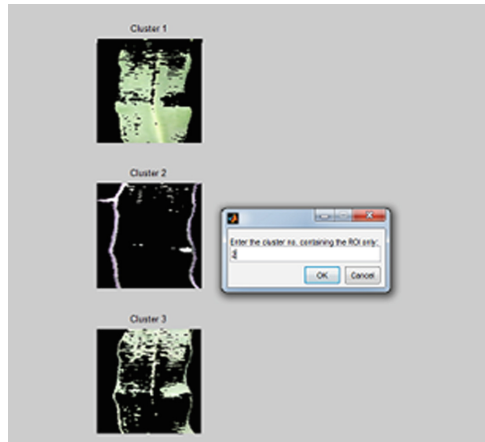 Cluster 1
Cluster 2
Enter the cluster no. containing the ROI only:
OK
Cancel
Cluster 3